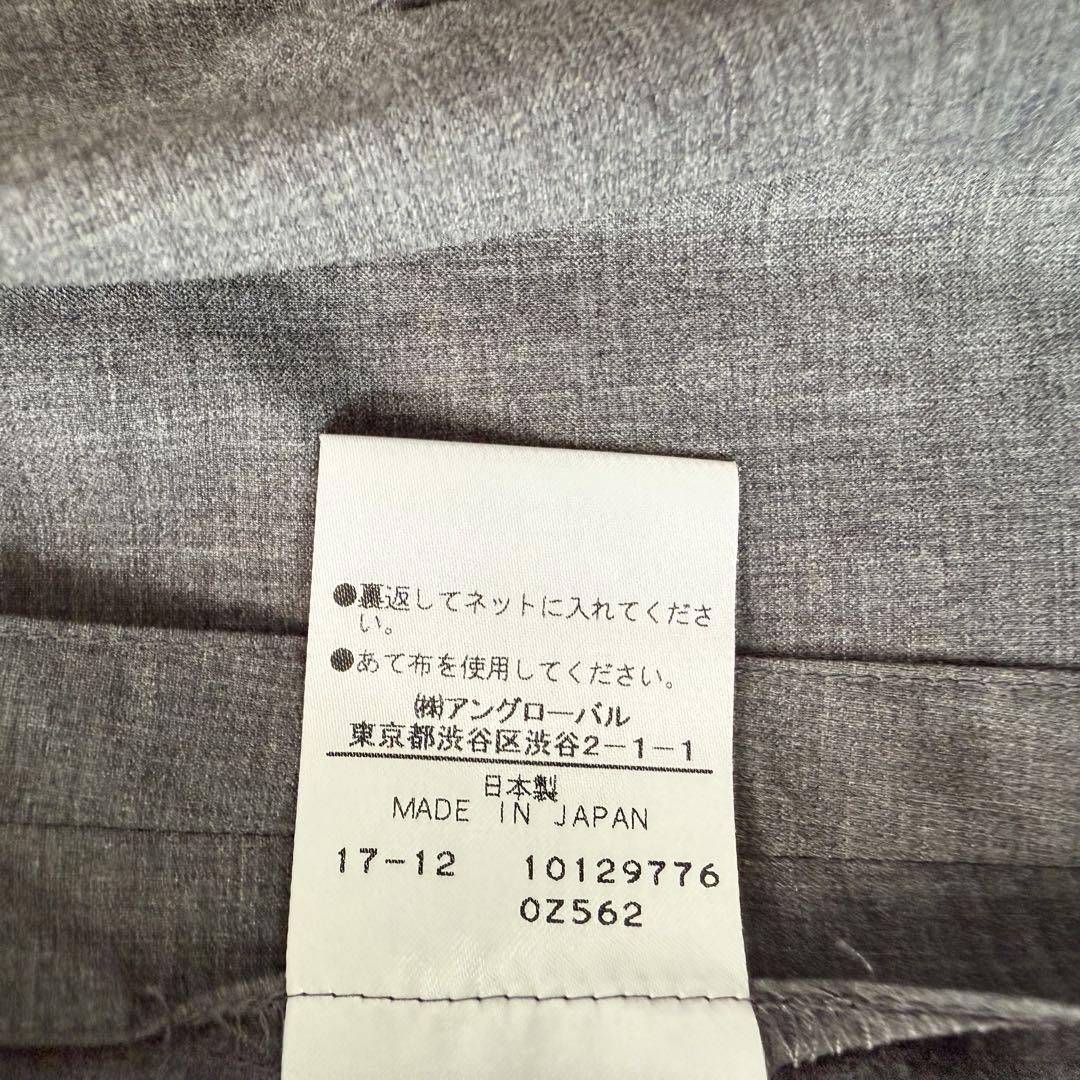 ●裏返してネットに入れてくださ
い。
●あて布を使用してください。
㈱アングローバル
東京都渋谷区渋谷2-1-1
日本製
MADE IN JAPAN
17-12 10129776
0Z562